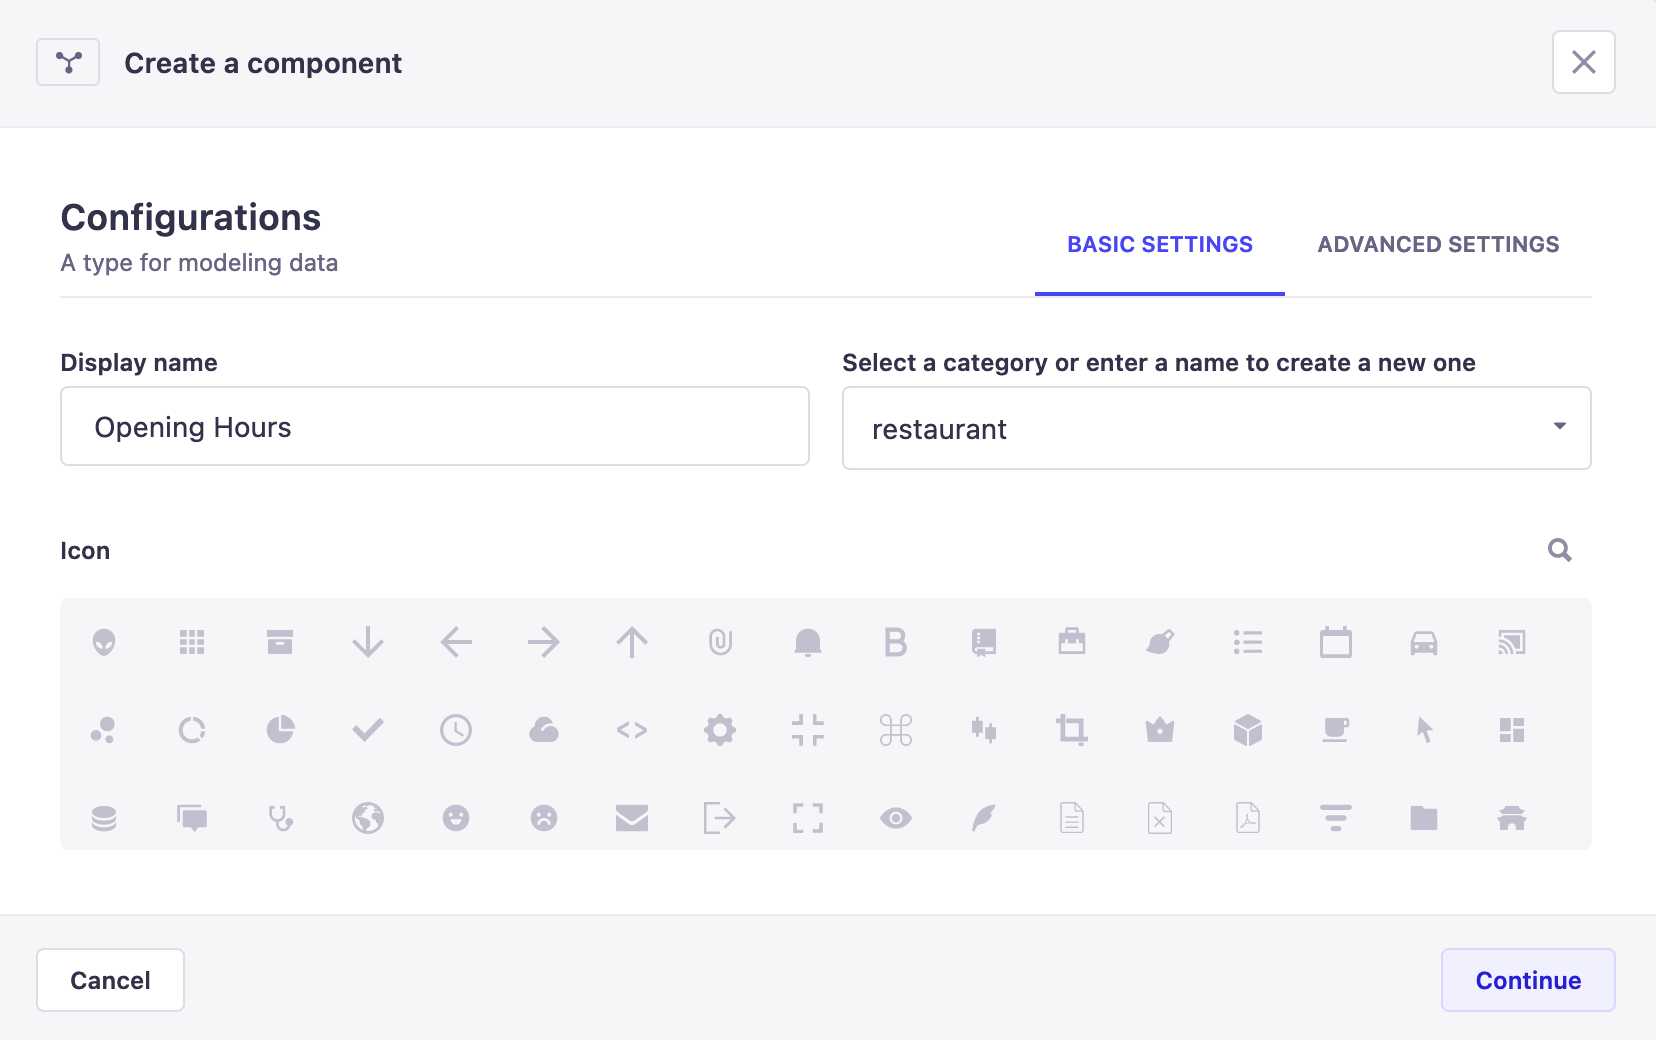 Create a component
Configurations
A type for modeling data
BASIC SETTINGS
ADVANCED SETTINGS
Display name
Opening Hours
Select a category or enter a name to create a new one
restaurant
Icon
Cancel
Continue